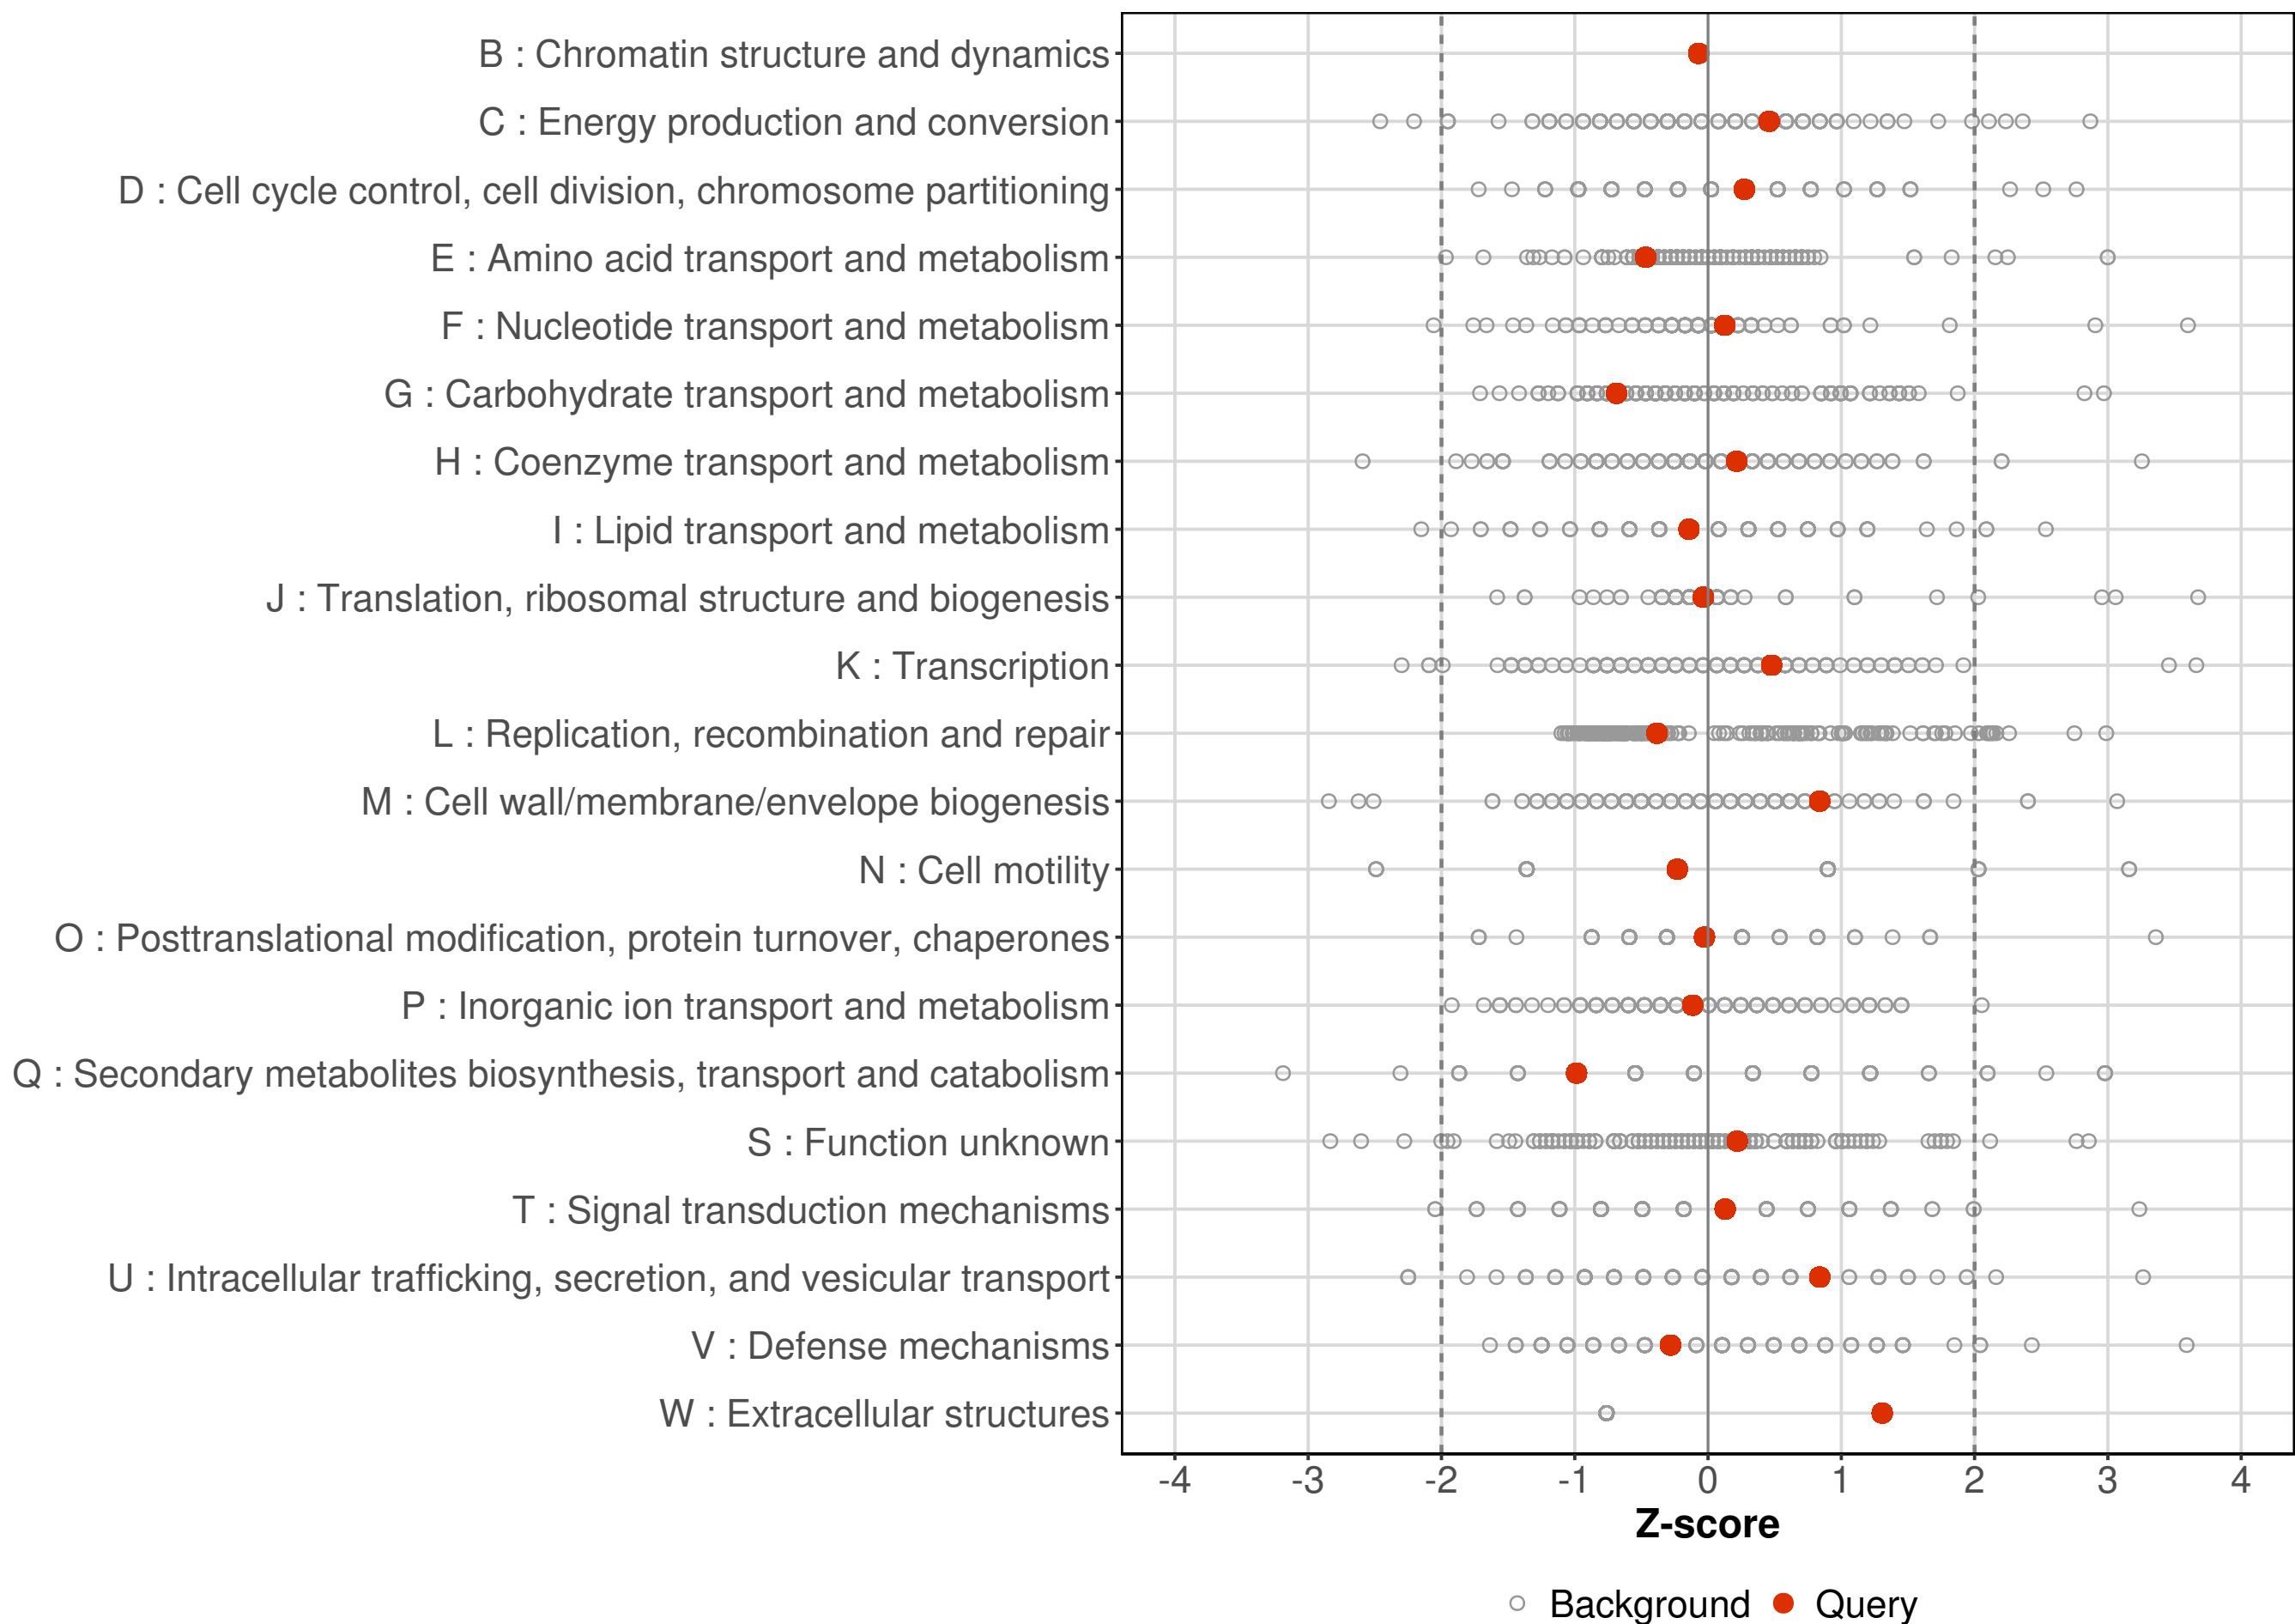 B : Chromatin structure and dynamics
C : Energy production and conversion
D : Cell cycle control, cell division, chromosome partitioning
E : Amino acid transport and metabolism
F : Nucleotide transport and metabolism
G : Carbohydrate transport and metabolism
H : Coenzyme transport and metabolism
I : Lipid transport and metabolism
J : Translation, ribosomal structure and biogenesis
K : Transcription
L : Replication, recombination and repair
M : Cell wall/membrane/envelope biogenesis
N : Cell motility
O : Posttranslational modification, protein turnover, chaperones
P : Inorganic ion transport and metabolism
Q : Secondary metabolites biosynthesis, transport and catabolism
S : Function unknown
T : Signal transduction mechanisms
U : Intracellular trafficking, secretion, and vesicular transport
V : Defense mechanisms
W : Extracellular structures
-4 -3 -2 -1 0 1 2 3 4
Z-score
Background Query